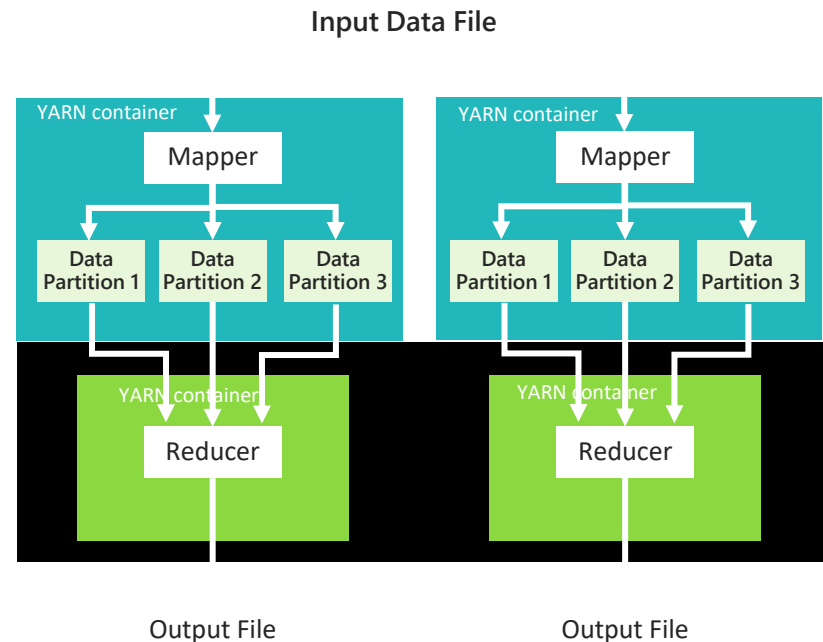 Input Data File
YARN container
Mapper
Data
Partition 1
Data
Partition 2
Data
Partition 3
YARN container
Reducer
Output File
YARN container
Mapper
Data
Partition 1
Data
Partition 2
Data
Partition 3
YARN container
Reducer
Output File